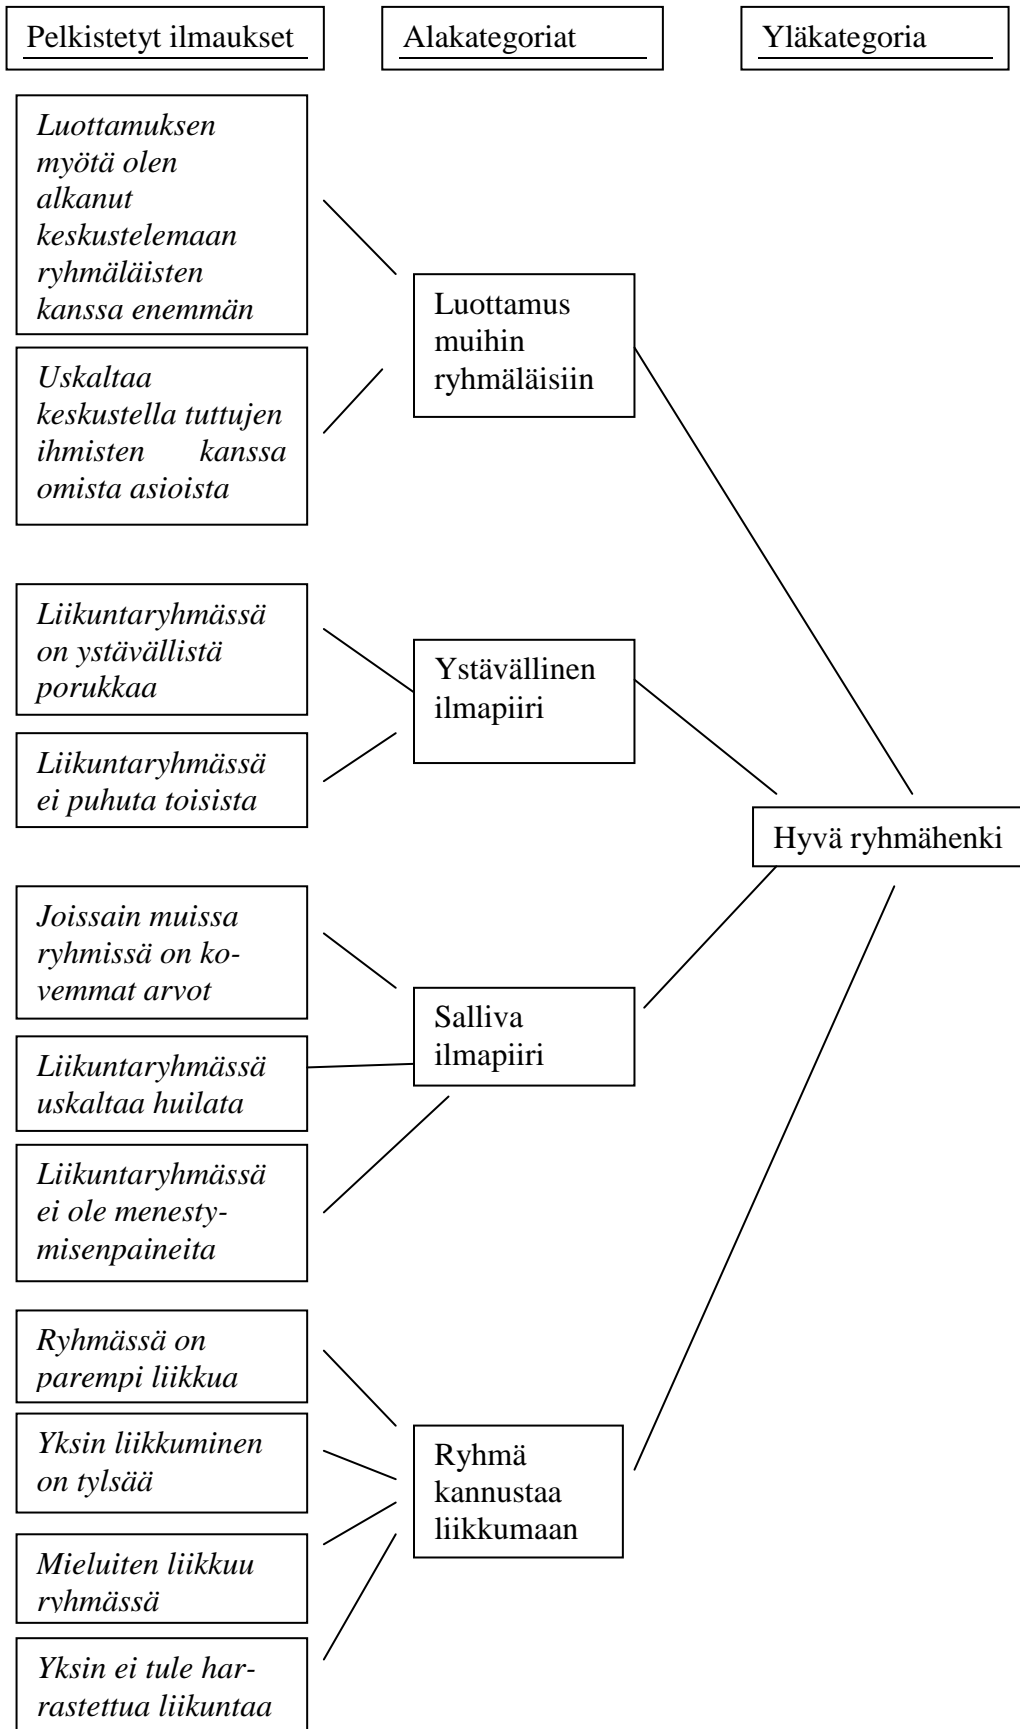 Pelkistetyt ilmaukset
Alakategoriat
Yläkategoria
Luottamuksen
myötä olen
alkanut
keskustelemaan
ryhmäläisten
kanssa enemmän
Uskaltaa
keskustella tuttujen
ihmisten kanssa
omista asioista
Luottamus
muihin
ryhmäläisiin
Liikuntaryhmässä
on ystävällistä
porukkaa
Liikuntaryhmässä
ei puhuta toisista
Ystävällinen
ilmapiiri
Hyvä ryhmähenki
Joissain muissa
ryhmissä on ko-
vemmat arvot
Liikuntaryhmässä
uskaltaa huilata
Liikuntaryhmässä
ei ole menesty-
misenpaineita
Salliva
ilmapiiri
Ryhmässä on
parempi liikkua
Yksin liikkuminen
on tylsää
Mieluiten liikkuu
ryhmässä
Yksin ei tule har-
rastettua liikuntaa
Ryhmä
kannustaa
liikkumaan